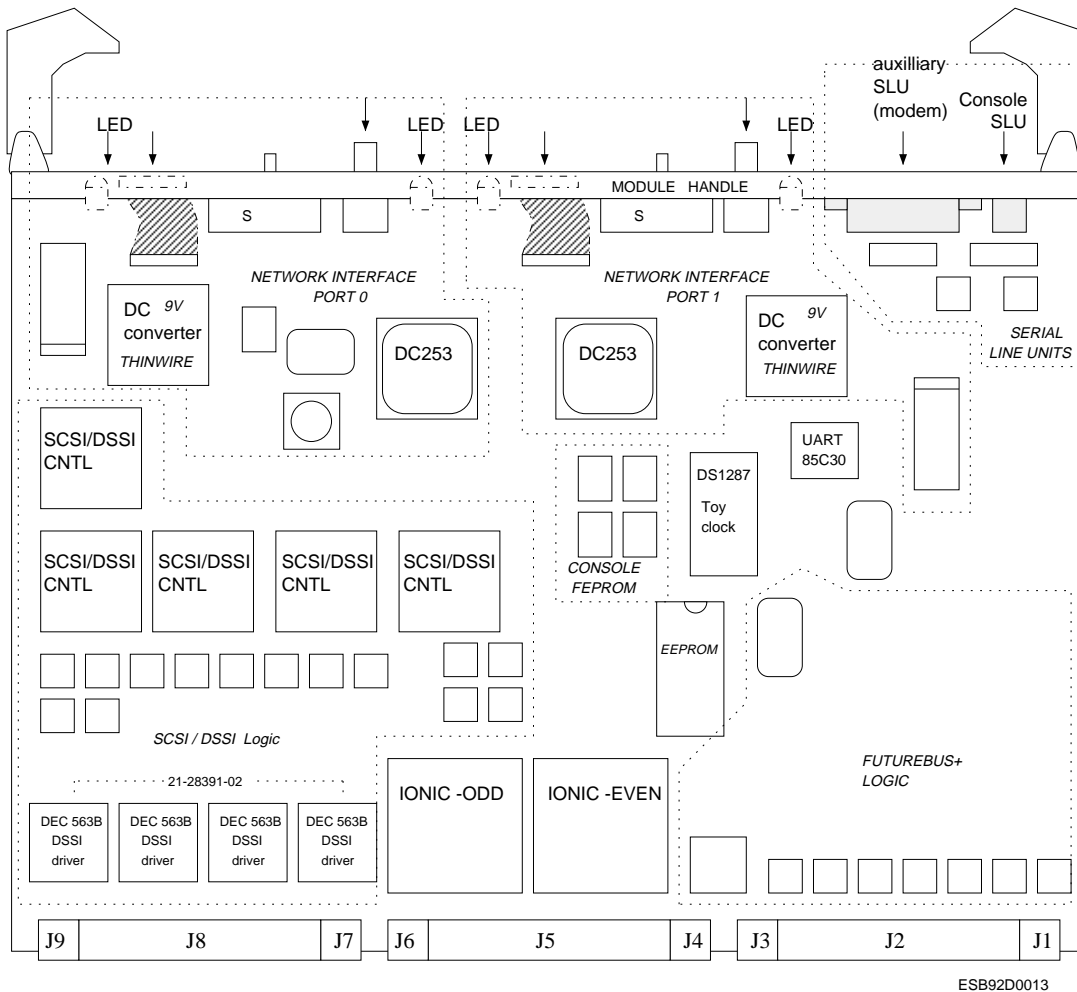 auxilliary
SLU
(modem)
Console
SLU
LED
LED
LED
LED
MODULE HANDLE
S
S
NETWORK INTERFACE
PORT 0
NETWORK INTERFACE
PORT 1
DC 9V
converter
THINWIRE
DC253
DC253
DC 9V
converter
THINWIRE
SERIAL
LINE UNITS
SCSI/DSSI
CNTL
UART
85C30
DS1287
Toy
clock
SCSI/DSSI
CNTL
SCSI/DSSI
CNTL
SCSI/DSSI
CNTL
SCSI/DSSI
CNTL
CONSOLE
FEPROM
EEPROM
SCSI / DSSI Logic
FUTUREBUS+
LOGIC
21-28391-02
IONIC -ODD
IONIC -EVEN
DEC 563B
DSSI
driver
DEC 563B
DSSI
driver
DEC 563B
DSSI
driver
DEC 563B
DSSI
driver
J9
J8
J7
J6
J5
J4
J3
J2
J1
ESB92D0013